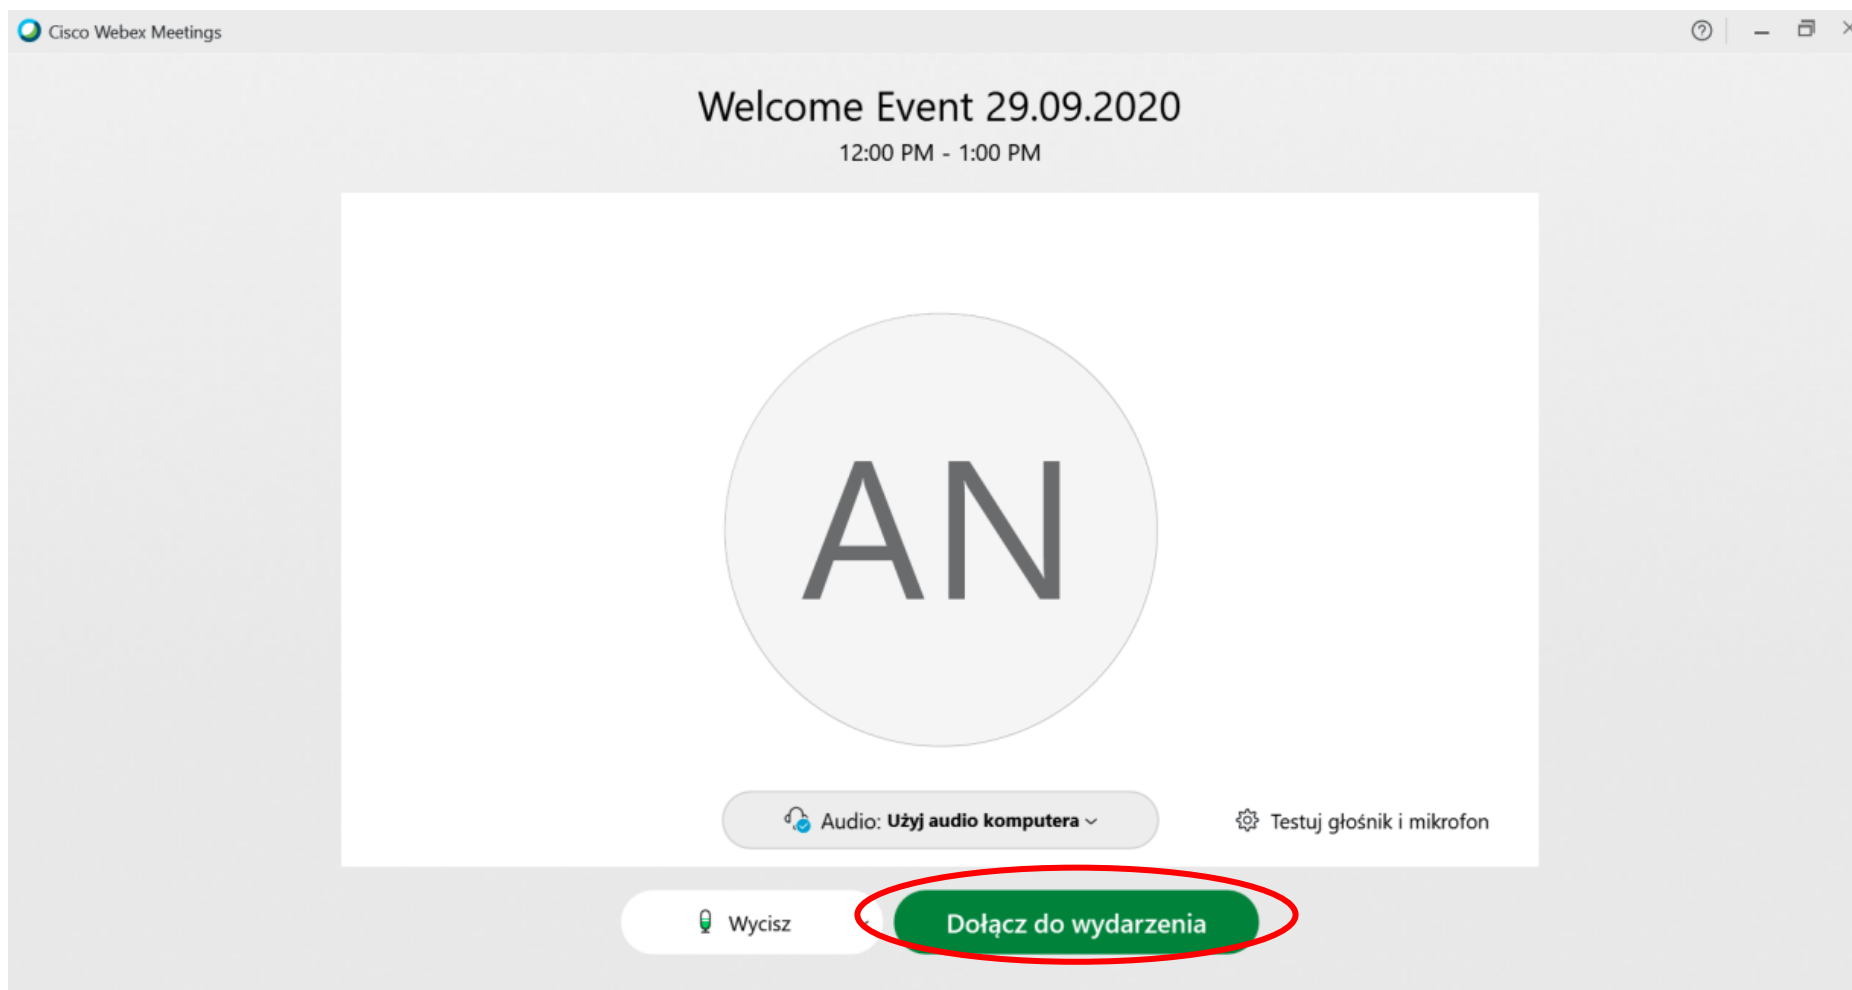 Cisco Webex Meetings
Welcome Event 29.09.2020
12:00 PM - 1:00 PM
AN
Audio: Użyj audio komputera
Testuj głośnik i mikrofon
Wycisz
Dołącz do wydarzenia